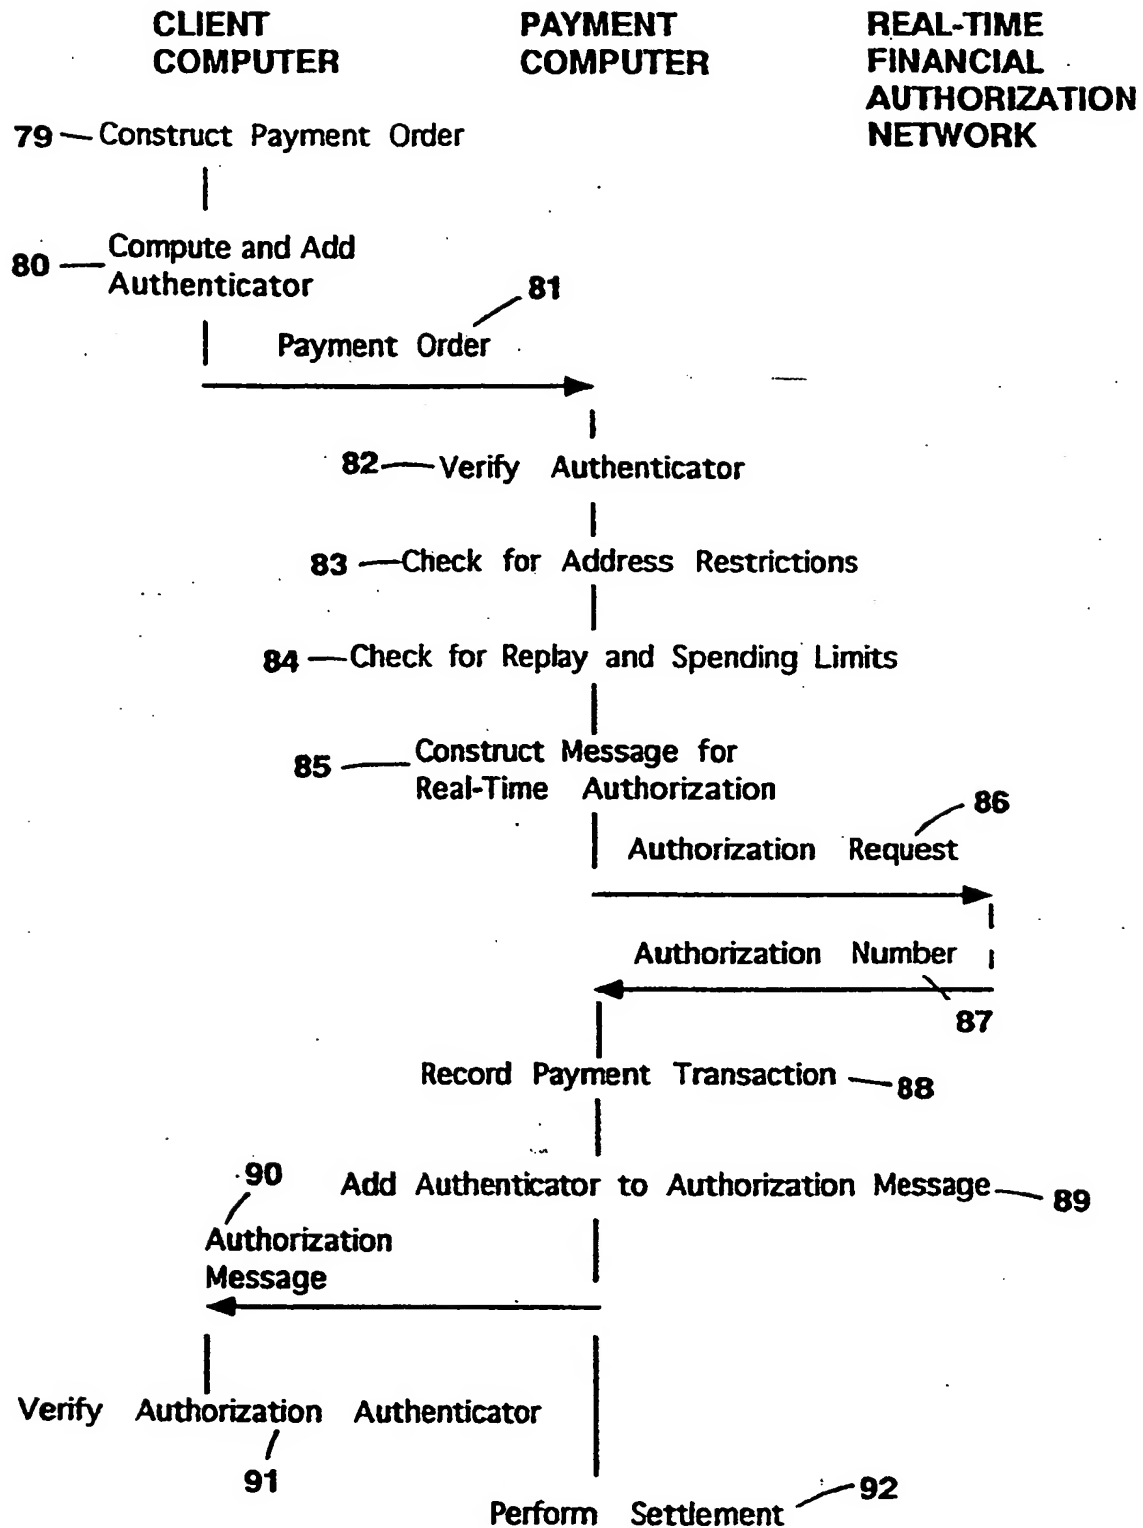 CLIENT
COMPUTER
PAYMENT
COMPUTER
REAL-TIME
FINANCIAL
AUTHORIZATION
NETWORK
79 Construct Payment Order
80 Compute and Add
Authenticator
81
Payment Order
82 Verify Authenticator
83 Check for Address Restrictions
84 Check for Replay and Spending Limits
85 Construct Message for
Real-Time Authorization
86
Authorization Request
Authorization Number
87
Record Payment Transaction 88
Add Authenticator to Authorization Message 89
90
Authorization
Message
Verify Authorization Authenticator
91
Perform Settlement 92